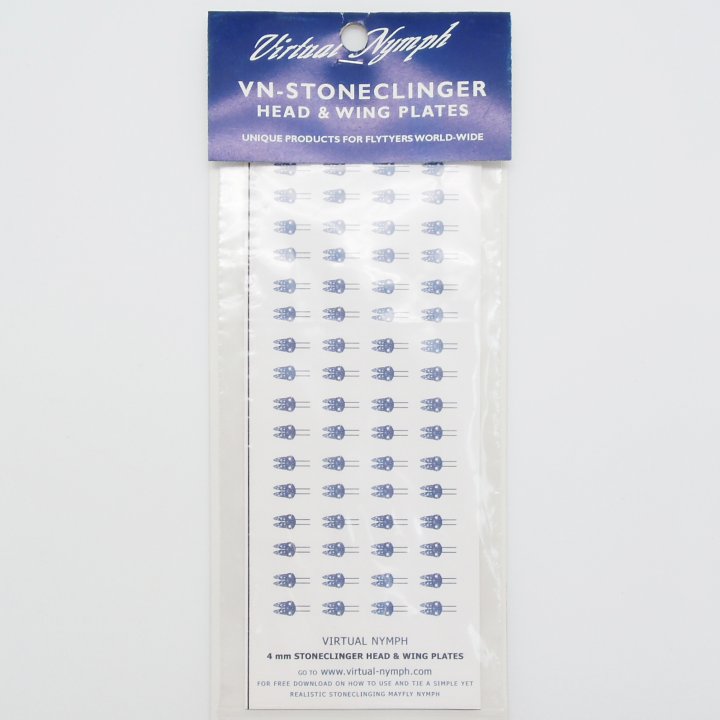 Virtual Nymph
VN-STONECLINGER
HEAD & WING PLATES
UNIQUE PRODUCTS FOR FLYTYERS WORLD-WIDE
VIRTUAL NYMPH
4 mm STONECLINGER HEAD & WING PLATES
GO TO www.virtual-nymph.com
FOR FREE DOWNLOAD ON HOW TO USE AND TIE A SIMPLE YET
REALISTIC STONECLINGING MAYFLY NYMPH